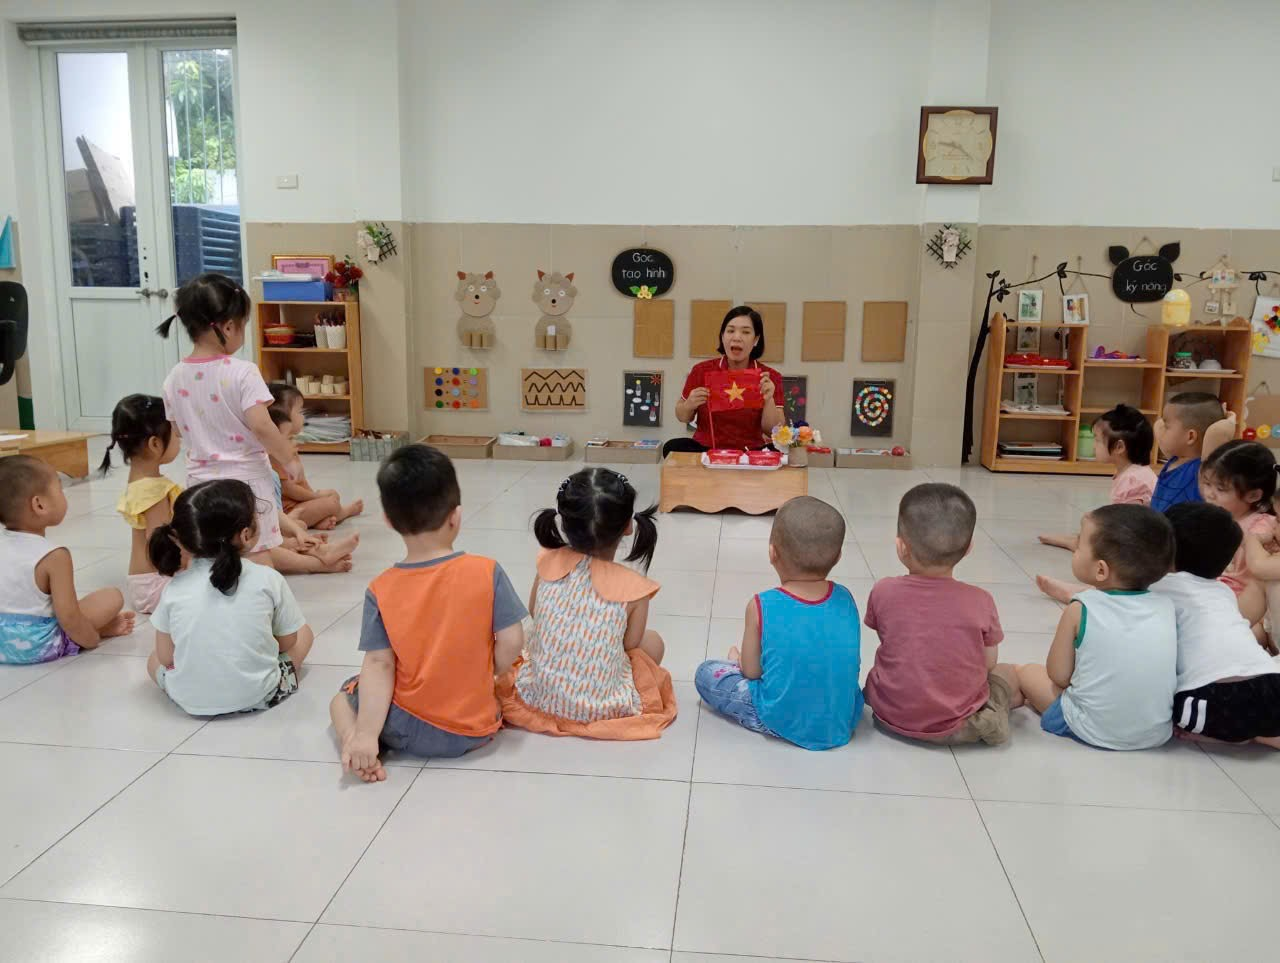 Góc
tạo hình
Góc
kỹ năng